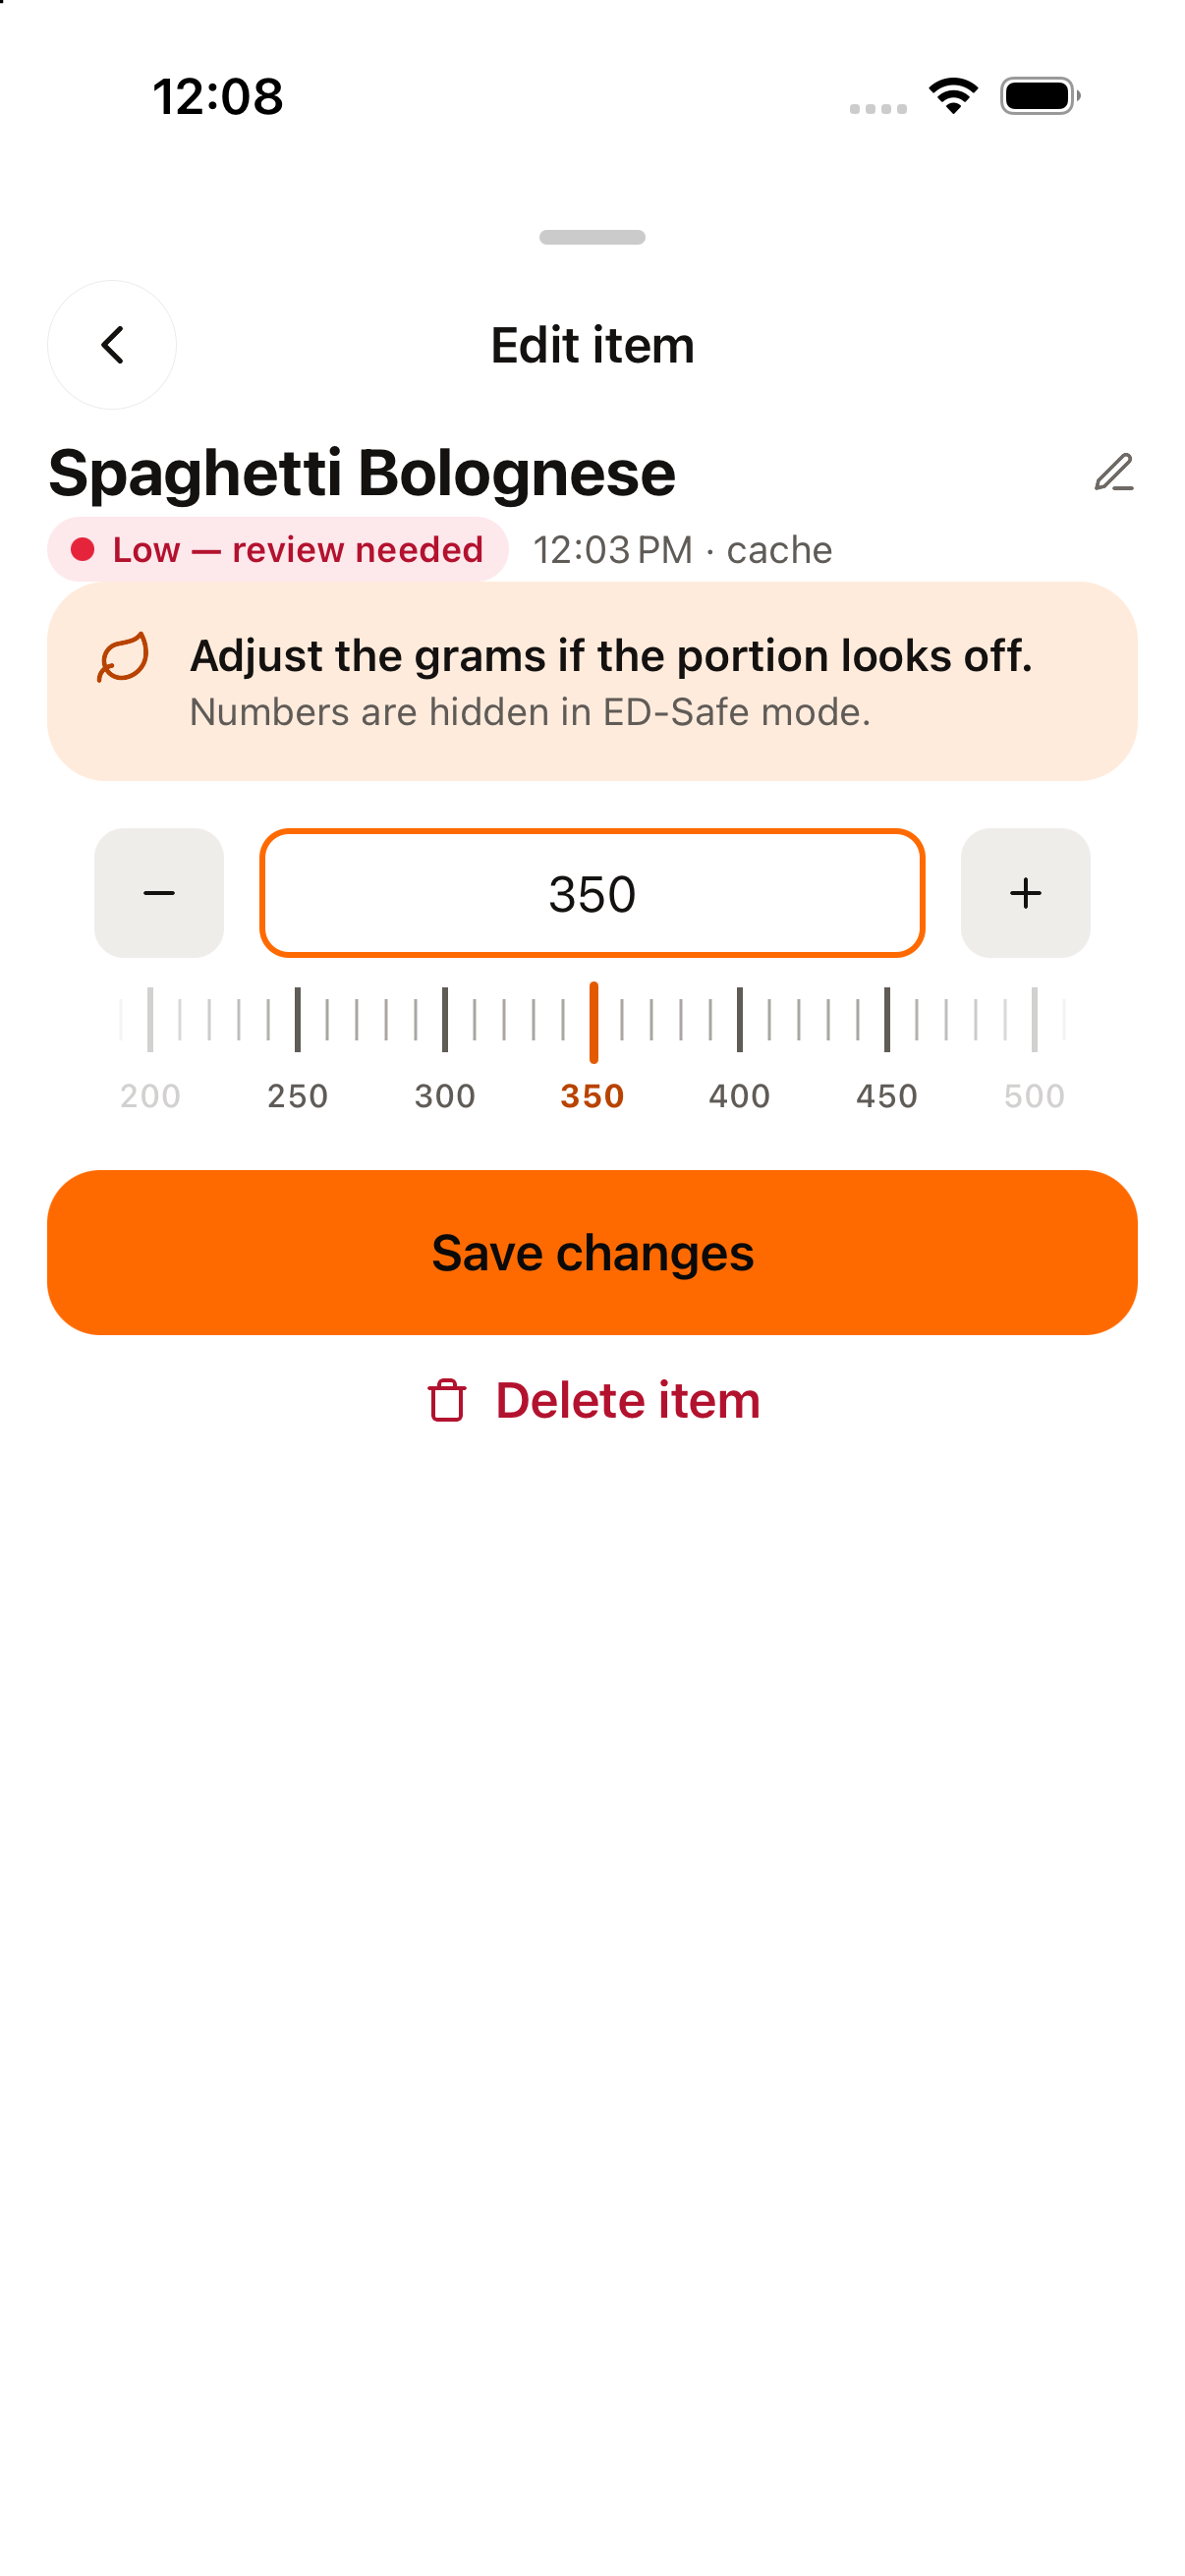 12:08
Edit item
Spaghetti Bolognese
Low — review needed 12:03 PM · cache
Adjust the grams if the portion looks off.
Numbers are hidden in ED-Safe mode.
350
200 250 300 350 400 450 500
Save changes
Delete item